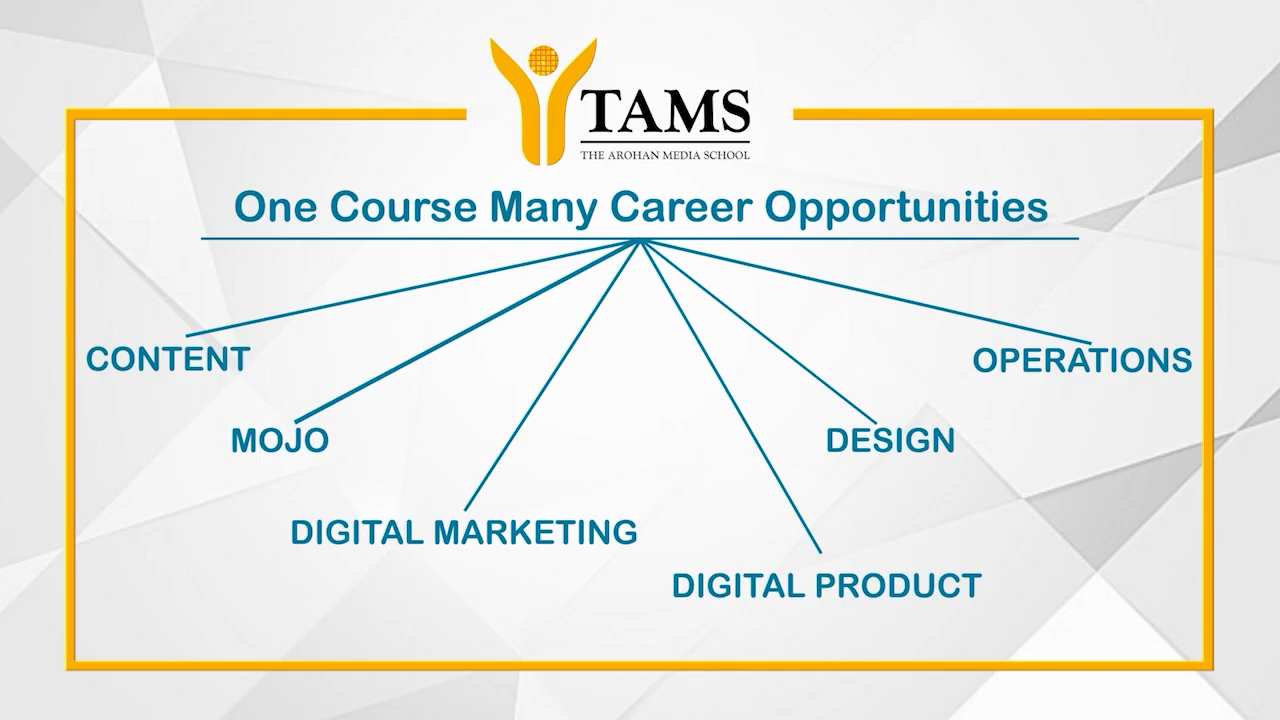 TAMS
THE AROHAN MEDIA SCHOOL
One Course Many Career Opportunities
CONTENT
OPERATIONS
MOJO
DESIGN
DIGITAL MARKETING
DIGITAL PRODUCT